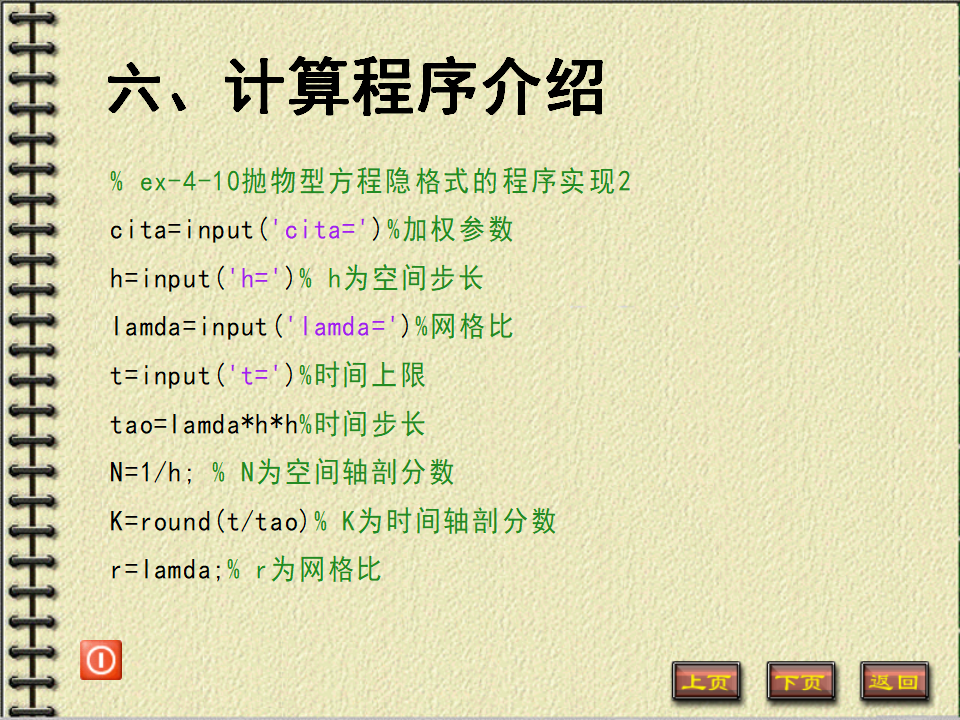 六、计算程序介绍
% ex-4-10抛物型方程隐格式的程序实现2
cita=input('cita=')%加权参数
h=input('h=')% h为空间步长
lamda=input('lamda=')%网格比
t=input('t=')%时间上限
tao=lamda*h*h%时间步长
N=1/h; % N为空间轴剖分数
K=round(t/tao)% K为时间轴剖分数
r=lamda;% r为网格比
上页 下页 返回